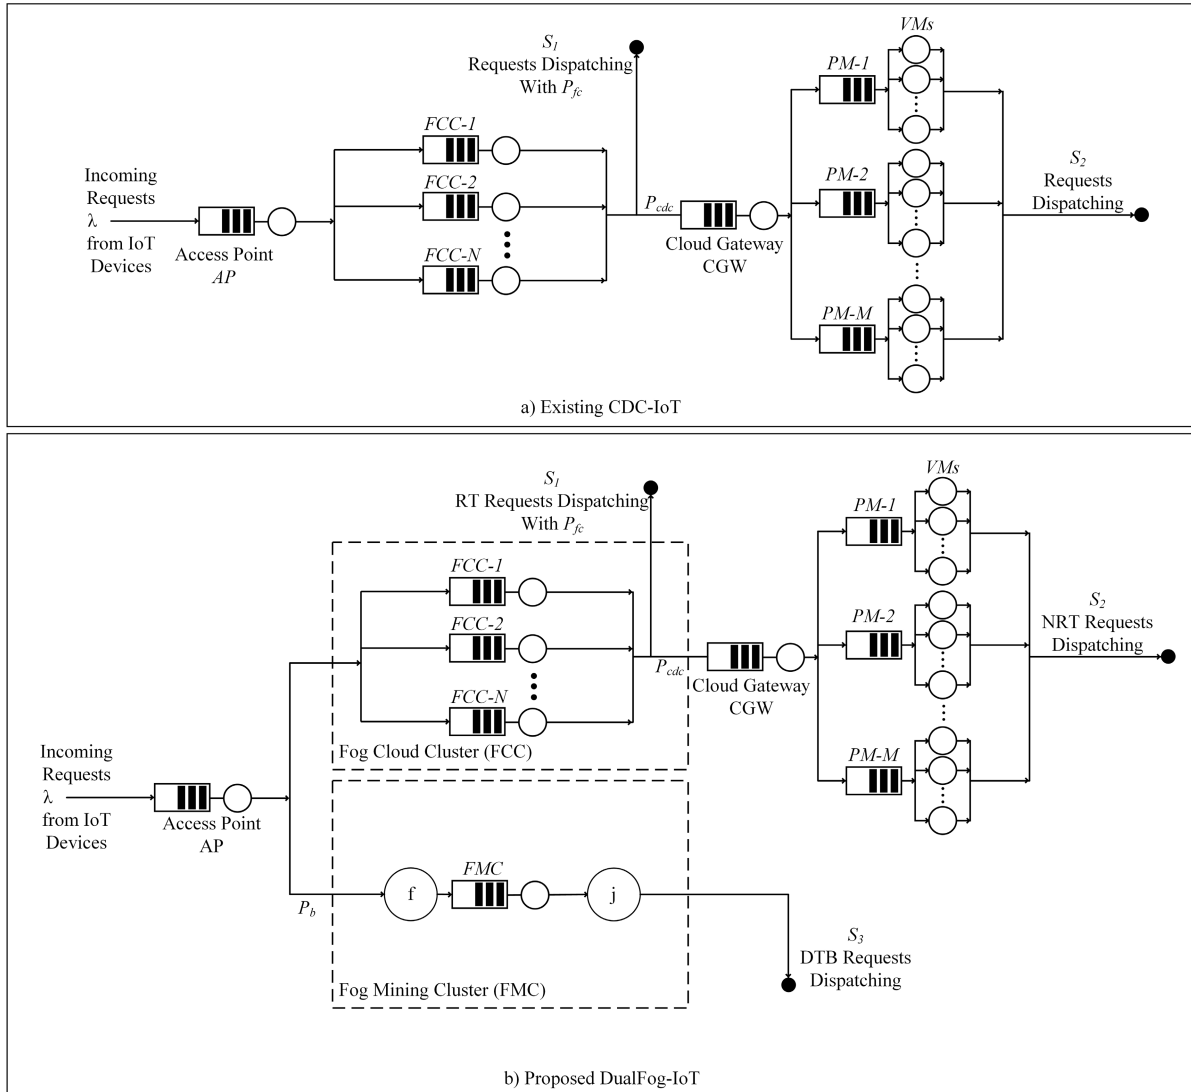 S1
Requests Dispatching
With Pfc
VMs
PM-1
FCC-1
FCC-2
FCC-N
Incoming
Requests
λ
from IoT
Devices
Access Point
AP
Pcdc
Cloud Gateway
CGW
PM-2
PM-M
S2
Requests
Dispatching
a) Existing CDC-IoT
S1
RT Requests Dispatching
With Pfc
VMs
PM-1
FCC-1
FCC-2
FCC-N
Fog Cloud Cluster (FCC)
Pcdc
Cloud Gateway
CGW
PM-2
PM-M
S2
NRT Requests
Dispatching
Incoming
Requests
λ
from IoT
Devices
Access Point
AP
Pb
f
FMC
j
Fog Mining Cluster (FMC)
S3
DTB Requests
Dispatching
b) Proposed DualFog-IoT